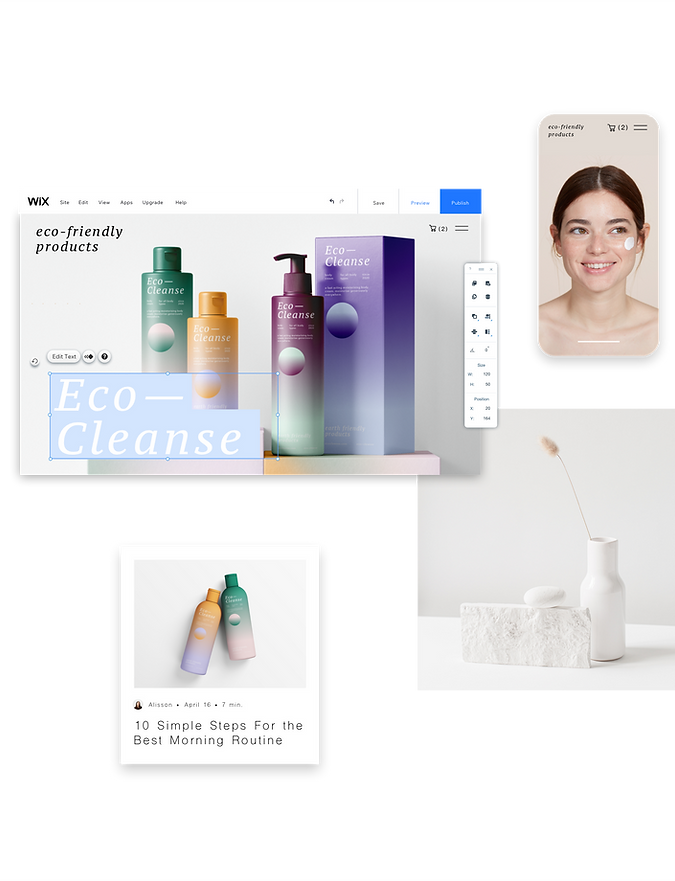 WiX Site Edit View Apps Upgrade Help Save Preview Publish
eco-friendly
products
(2)
Eco—
Cleanse
Eco—
Cleanse
Eco—
Cleanse
Eco—
Cleanse
Edit Text
?
Eco—
Cleanse
Size
W: 120
H: 50
Position
X: 20
Y: 164
eco-friendly
products
(2)
Eco—
Cleanse
Alisson • April 16 • 7 min.
10 Simple Steps For the
Best Morning Routine